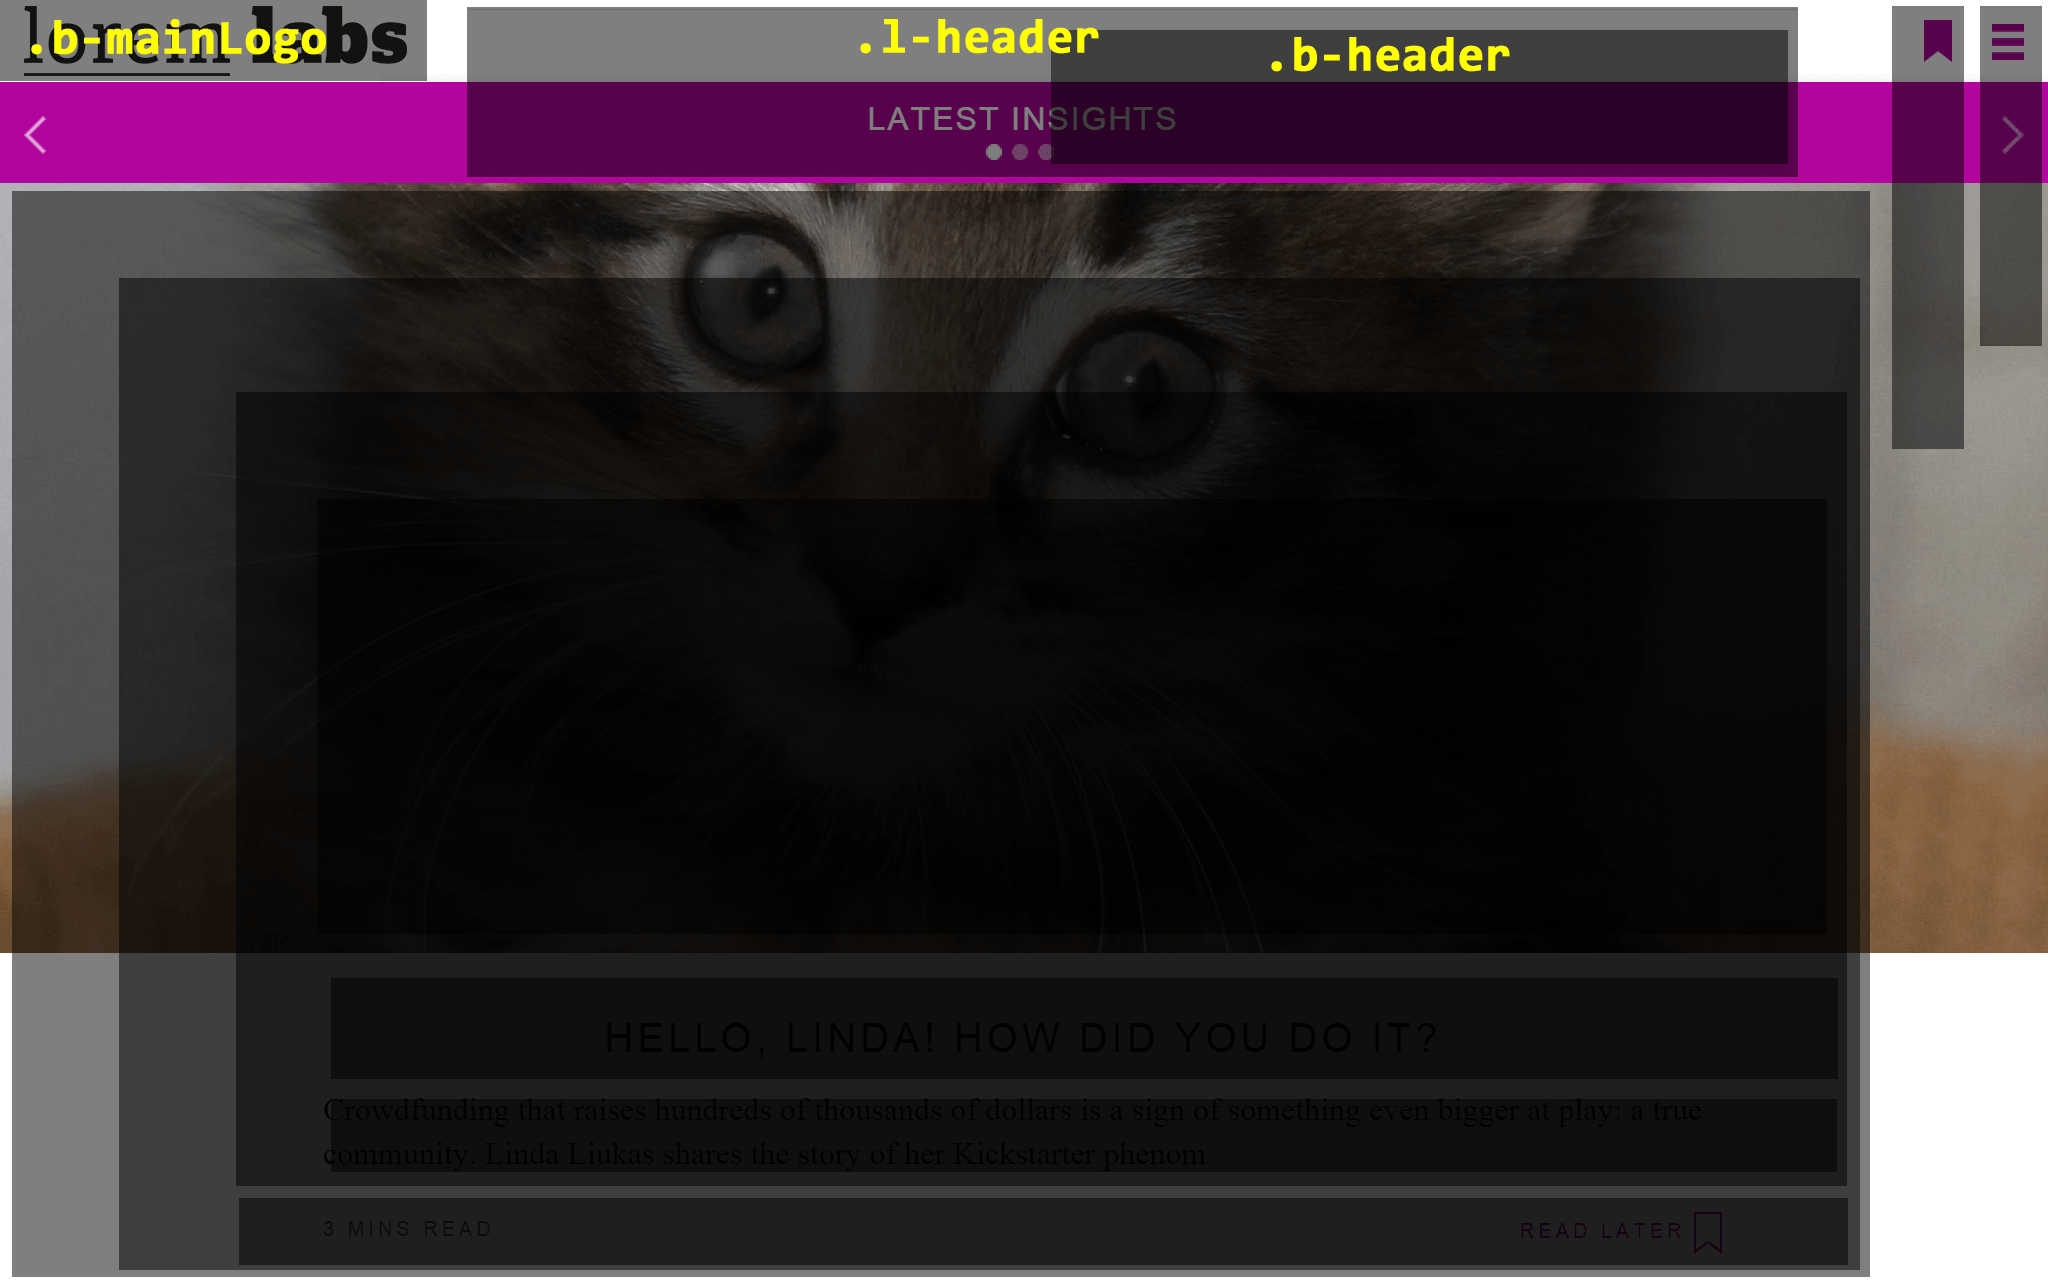 lorem labs
.b-mainLogo
.l-header
.b-header
LATEST INSIGHTS
HELLO, LINDA! HOW DID YOU DO IT?
Crowdfunding that raises hundreds of thousands of dollars is a sign of something even bigger at play: a true
community. Linda Liukas shares the story of her Kickstarter phenom
3 MINS READ
READ LATER